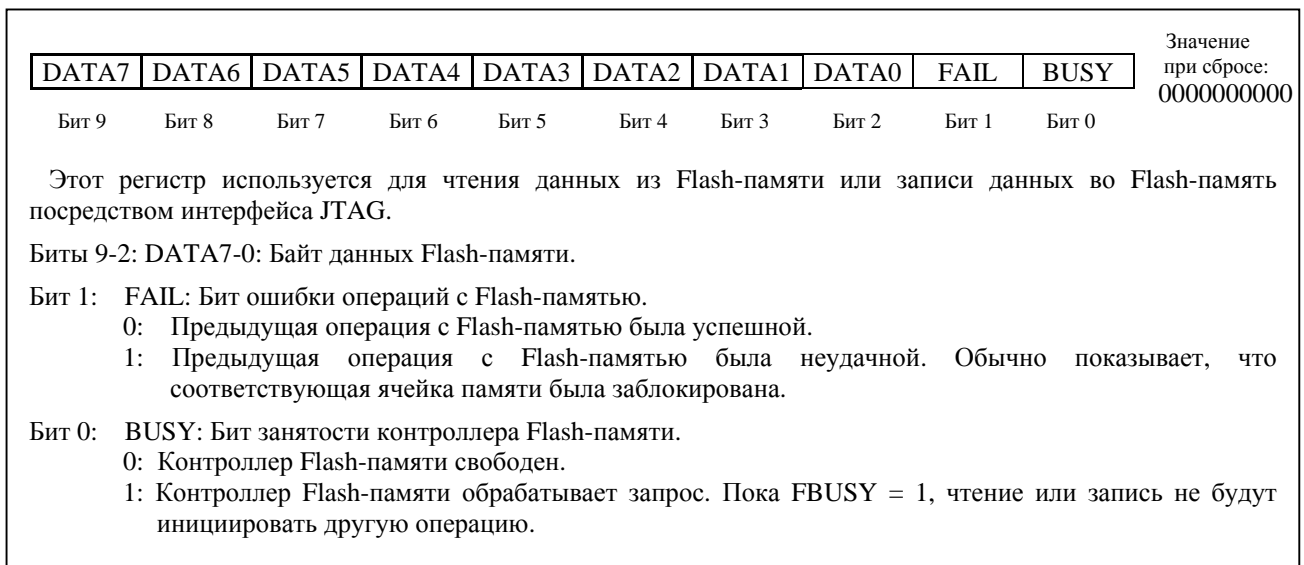 Значение
при сбросе:
DATA7 DATA6 DATA5 DATA4 DATA3 DATA2 DATA1 DATA0 FAIL BUSY
0000000000
Бит 9 Бит 8 Бит 7 Бит 6 Бит 5 Бит 4 Бит 3 Бит 2 Бит 1 Бит 0
Этот регистр используется для чтения данных из Flash-памяти или записи данных во Flash-память
посредством интерфейса JTAG.
Биты 9-2: DATA7-0: Байт данных Flash-памяти.
Бит 1: FAIL: Бит ошибки операций с Flash-памятью.
0: Предыдущая операция с Flash-памятью была успешной.
1: Предыдущая операция с Flash-памятью была неудачной. Обычно показывает, что
соответствующая ячейка памяти была заблокирована.
Бит 0: BUSY: Бит занятости контроллера Flash-памяти.
0: Контроллер Flash-памяти свободен.
1: Контроллер Flash-памяти обрабатывает запрос. Пока FBUSY = 1, чтение или запись не будут
инициировать другую операцию.